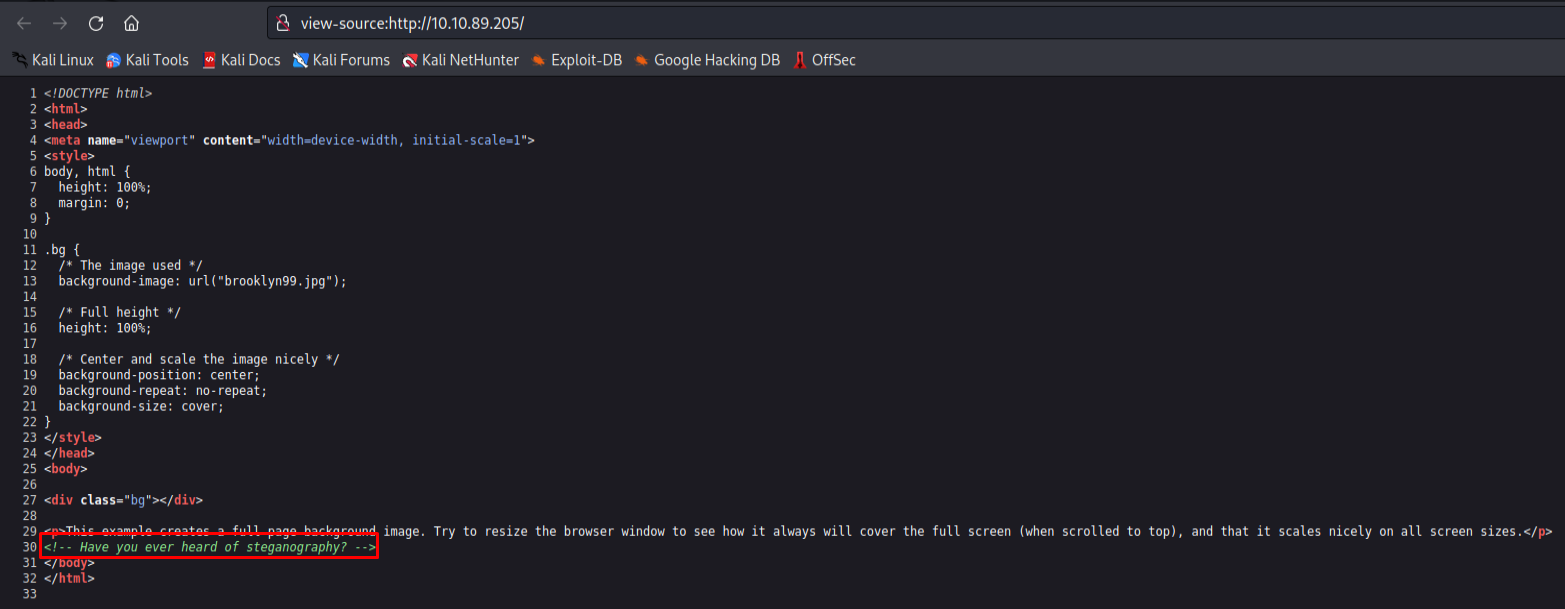 view-source:http://10.10.89.205/
Kali Linux Kali Tools Kali Docs Kali Forums Kali NetHunter Exploit-DB Google Hacking DB OffSec
1 <!DOCTYPE html>
2 <html>
3 <head>
4 <meta name="viewport" content="width=device-width, initial-scale=1">
5 <style>
6 body, html {
7   height: 100%;
8   margin: 0;
9 }
10
11 .bg {
12   /* The image used */
13   background-image: url("brooklyn99.jpg");
14
15   /* Full height */
16   height: 100%;
17
18   /* Center and scale the image nicely */
19   background-position: center;
20   background-repeat: no-repeat;
21   background-size: cover;
22 }
23 </style>
24 </head>
25 <body>
26
27 <div class="bg"></div>
28
29 <p>This example creates a full page background image. Try to resize the browser window to see how it always will cover the full screen (when scrolled to top), and that it scales nicely on all screen sizes.</p>
30 <!-- Have you ever heard of steganography? -->
31 </body>
32 </html>
33